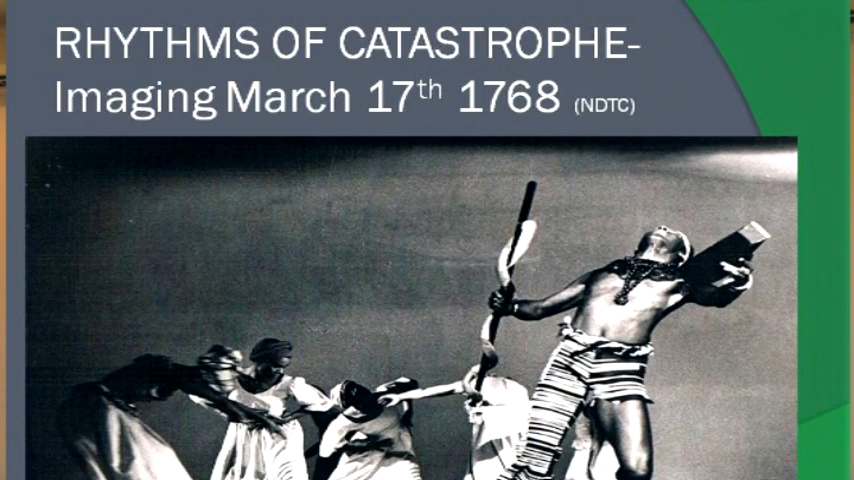 RHYTHMS OF CATASTROPHE-
Imaging March 17th 1768 (NDTC)